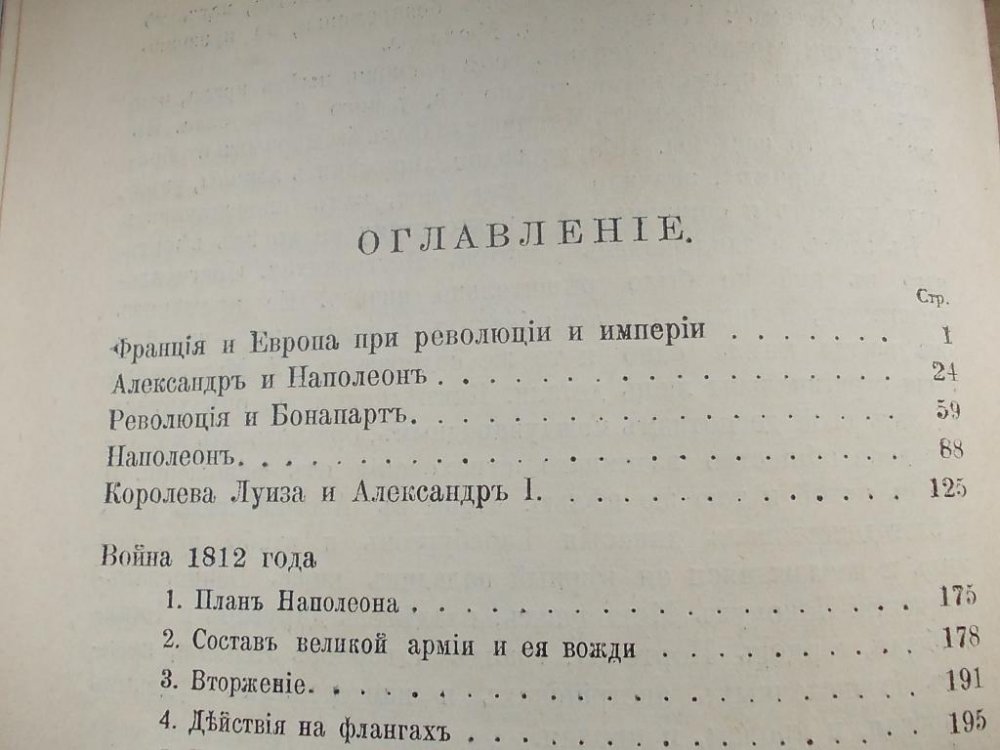 ОГЛАВЛЕНІЕ.
Стр.
Франція и Европа при революціи и имперіи . . . . . . . 1
Александръ и Наполеонъ . . . . . . . . . . . . . . . 24
Революція и Бонапартъ. . . . . . . . . . . . . . . . 59
Наполеонъ. . . . . . . . . . . . . . . . . . . . . . 88
Королева Луиза и Александръ I. . . . . . . . . . . . 125
Война 1812 года
1. Планъ Наполеона . . . . . . . . . . . . . . . . . 175
2. Составъ великой арміи и ея вожди . . . . . . . . . 178
3. Вторженіе. . . . . . . . . . . . . . . . . . . . . 191
4. Дѣйствія на флангахъ . . . . . . . . . . . . . . . 195